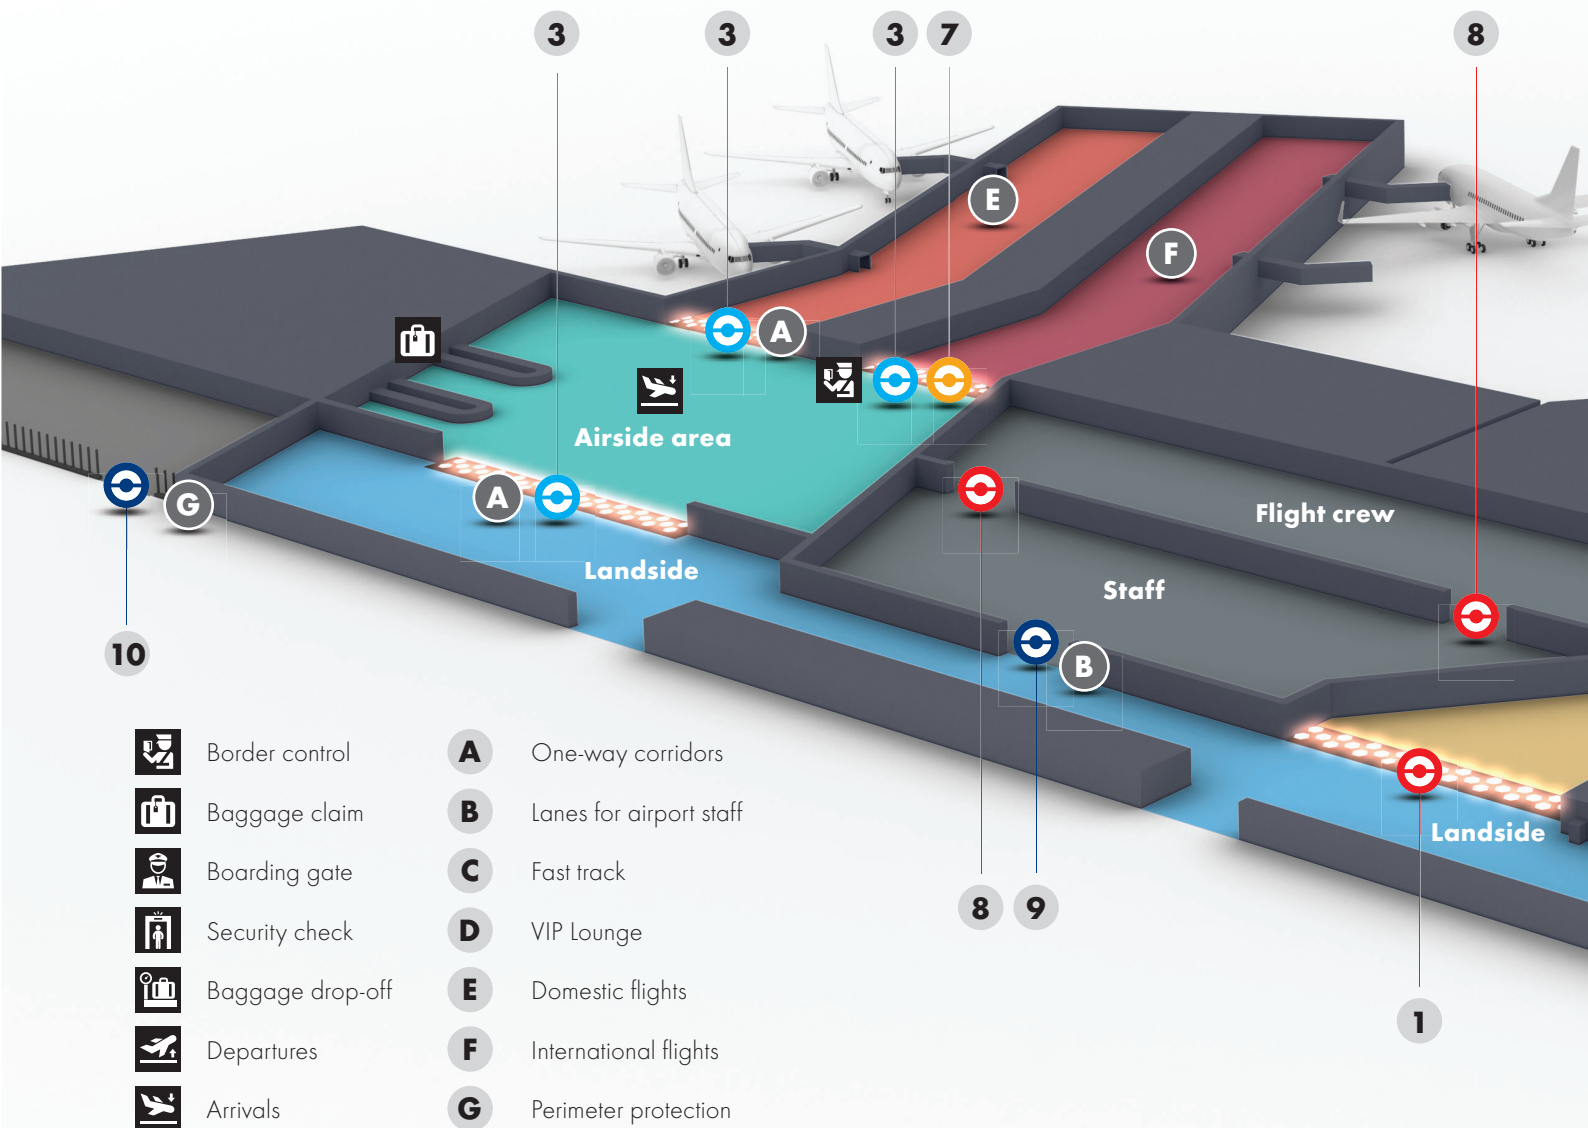 3 3 3 7 8
E
F
A
Airside area
A
G
Flight crew
Landside
Staff
10
B
Landside
8 9
1
Border control A One-way corridors
Baggage claim B Lanes for airport staff
Boarding gate C Fast track
Security check D VIP Lounge
Baggage drop-off E Domestic flights
Departures F International flights
Arrivals G Perimeter protection